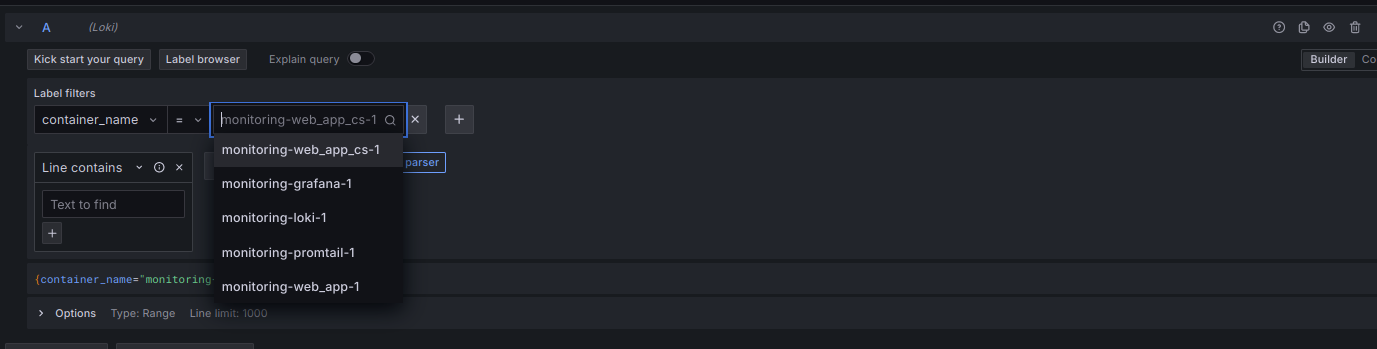 A (Loki)
Kick start your query Label browser Explain query Builder Co
Label filters
container_name = monitoring-web_app_cs-1
monitoring-web_app_cs-1
Line contains parser
monitoring-grafana-1
Text to find
monitoring-loki-1
monitoring-promtail-1
{container_name="monitoring-
monitoring-web_app-1
Options Type: Range Line limit: 1000